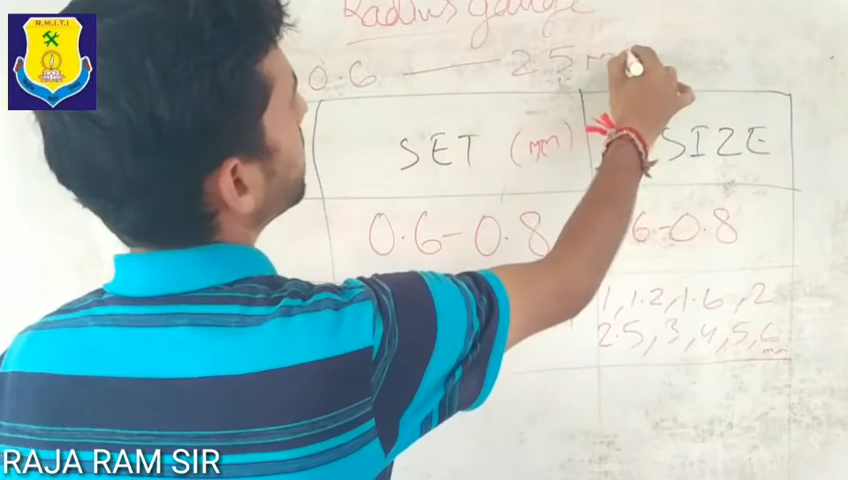 R.M.I.T.I
Radius gauge
0.6 — 25 mm
SET (mm) SIZE
0.6-0.8 6-0.8
1, 1.2, 1.6, 2
2.5, 3, 4, 5, 6
mm
RAJA RAM SIR